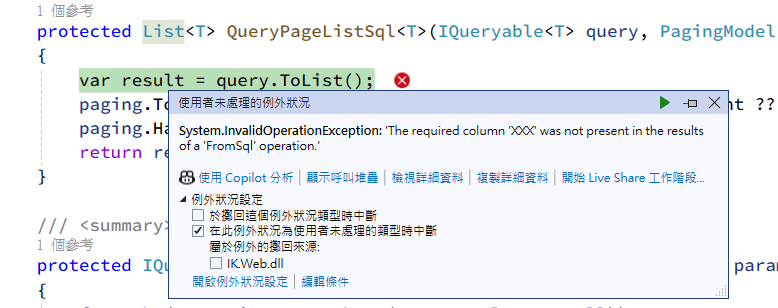 1 個參考
protected List<T> QueryPageListSql<T>(IQueryable<T> query, PagingModel
{
var result = query.ToList();
paging.To
nt ??
paging.Ha
return re
}
使用者未處理的例外狀況
System.InvalidOperationException: 'The required column 'XXX' was not present in the results
of a 'FromSql' operation.'
使用 Copilot 分析 | 顯示呼叫堆疊 | 檢視詳細資料 | 複製詳細資料 | 開始 Live Share 工作階段...
例外狀況設定
於擲回這個例外狀況類型時中斷
在此例外狀況為使用者未處理的類型時中斷
屬於例外的擲回來源:
IK.Web.dll
開啟例外狀況設定 | 編輯條件
/// <summary>
1 個參考
protected IQu
param
{